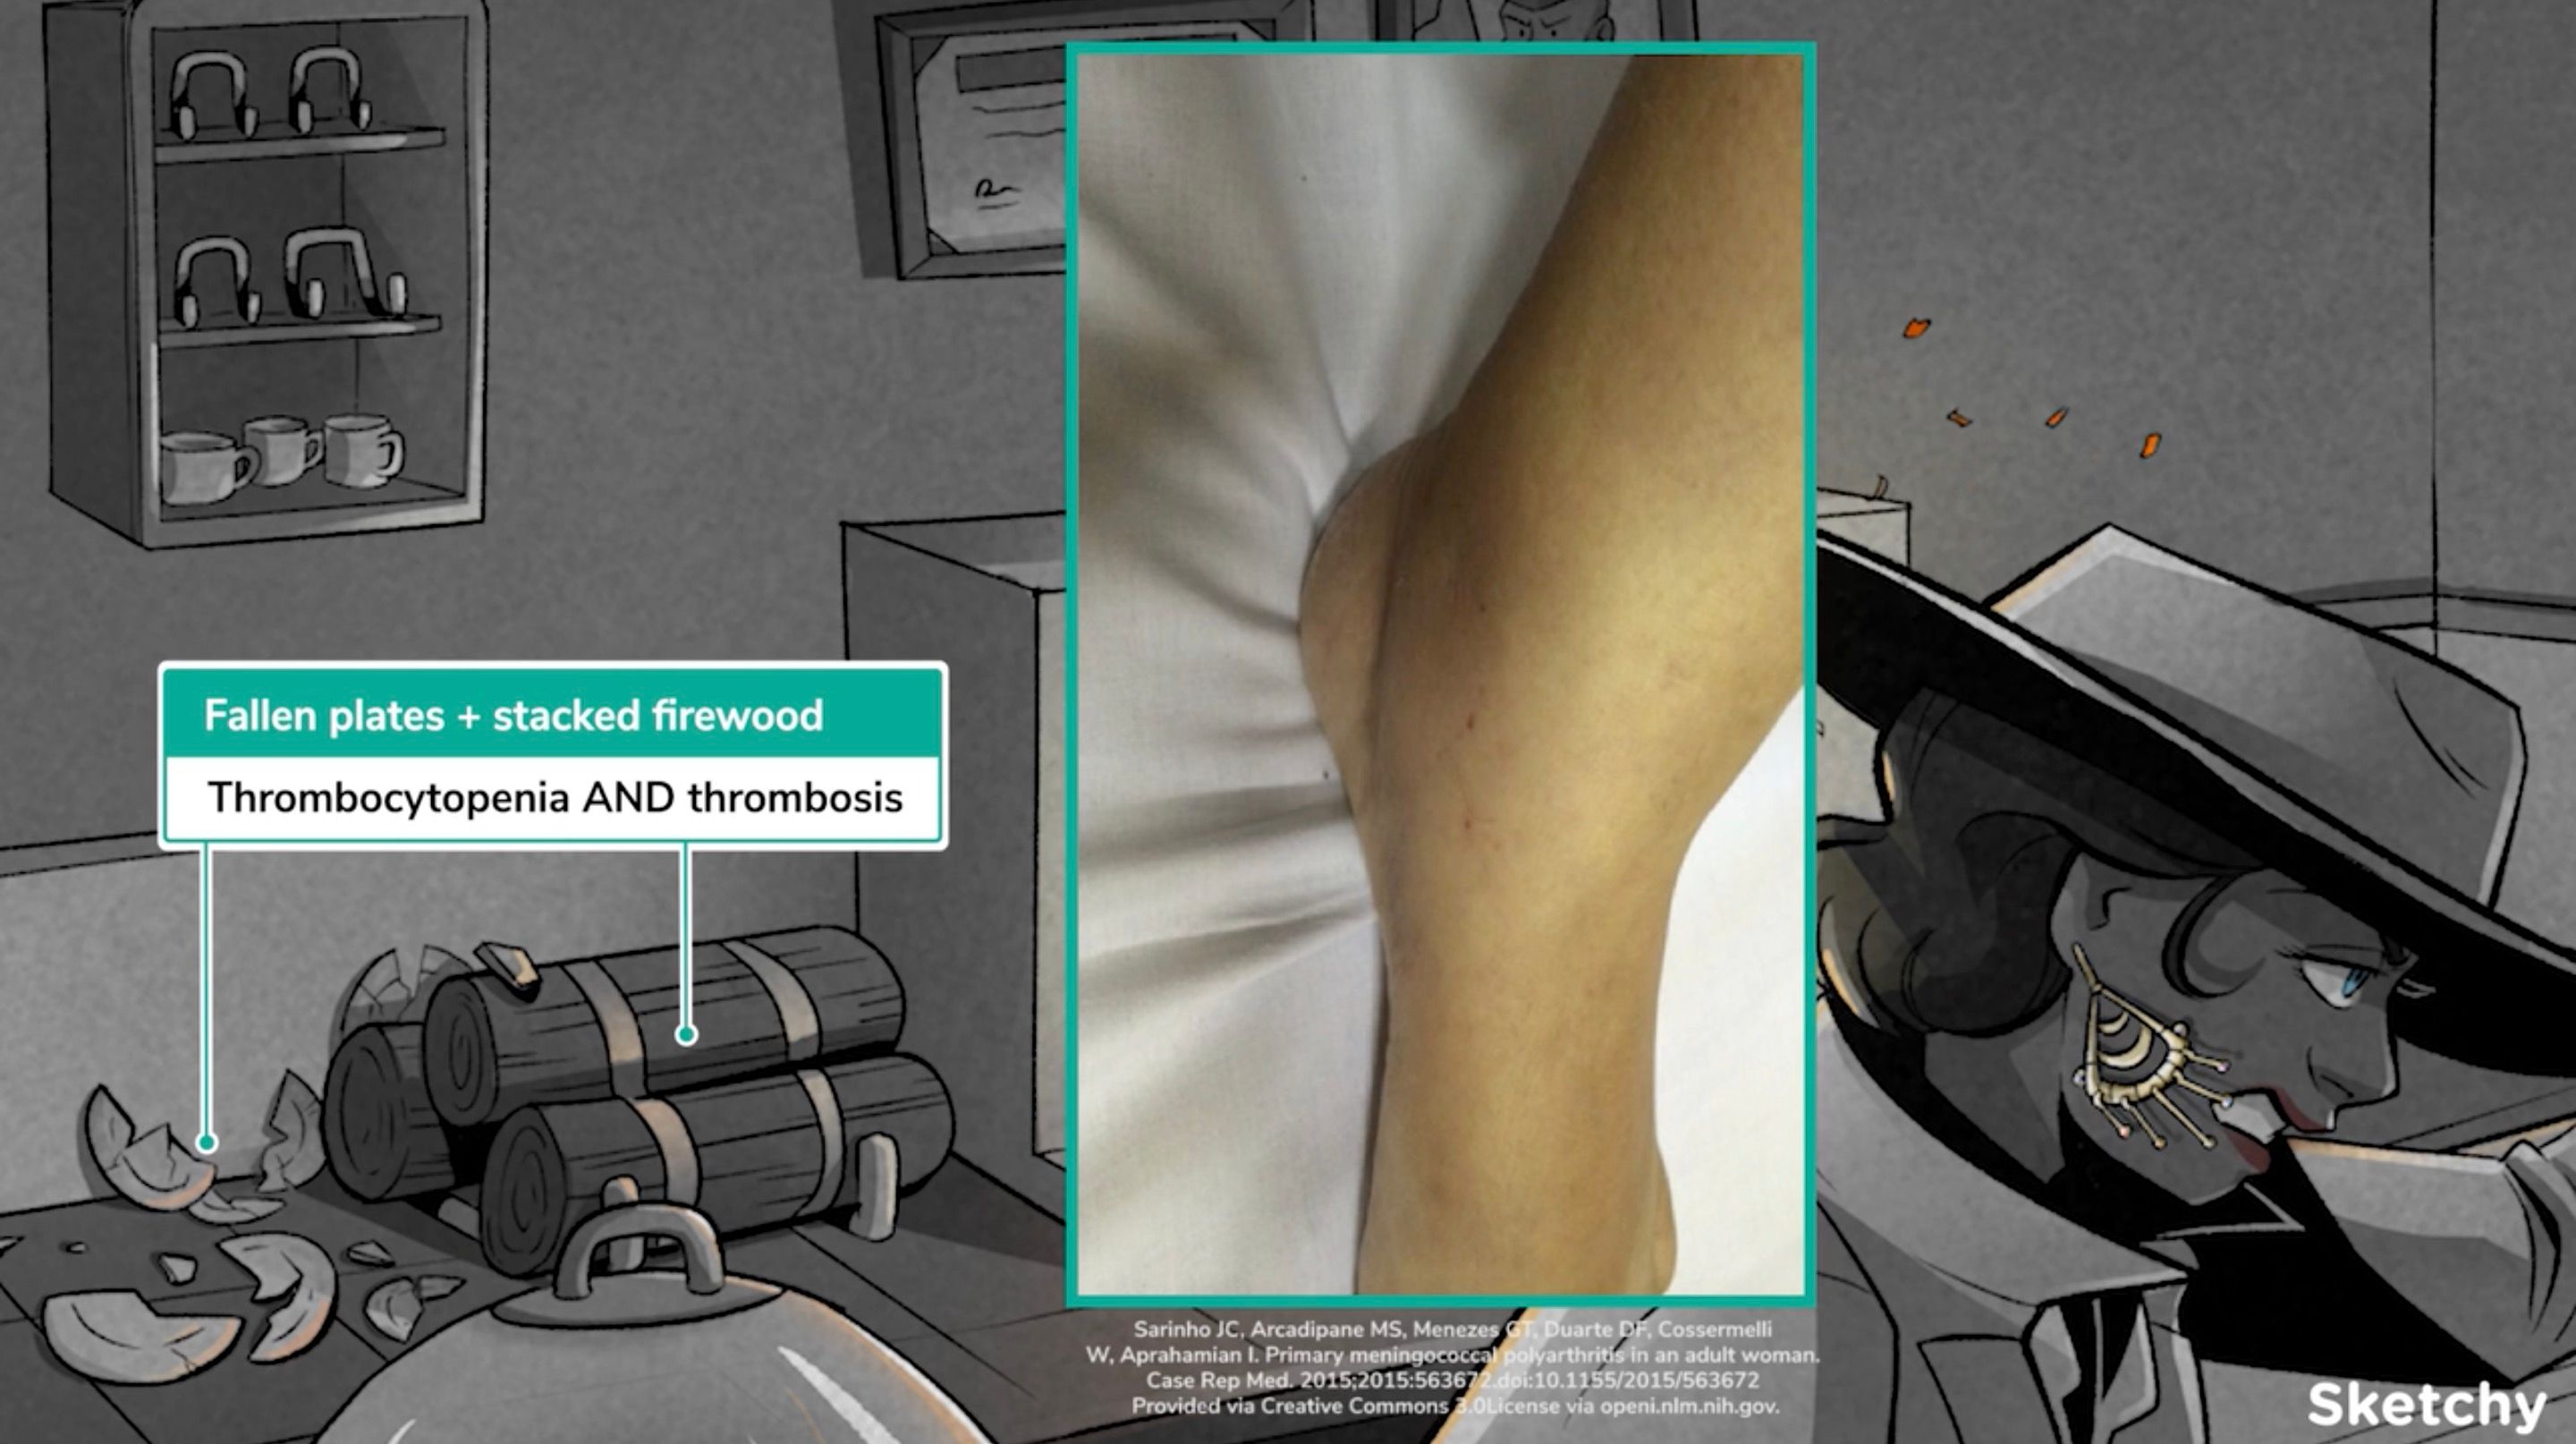 Fallen plates + stacked firewood
Thrombocytopenia AND thrombosis
Sarinho JC, Arcadipane MS, Menezes GT, Duarte DF, Cossermelli
W, Aprahamian I. Primary meningococcal polyarthritis in an adult woman.
Case Rep Med. 2015;2015:563672.doi:10.1155/2015/563672
Provided via Creative Commons 3.0License via openi.nlm.nih.gov.
Sketchy